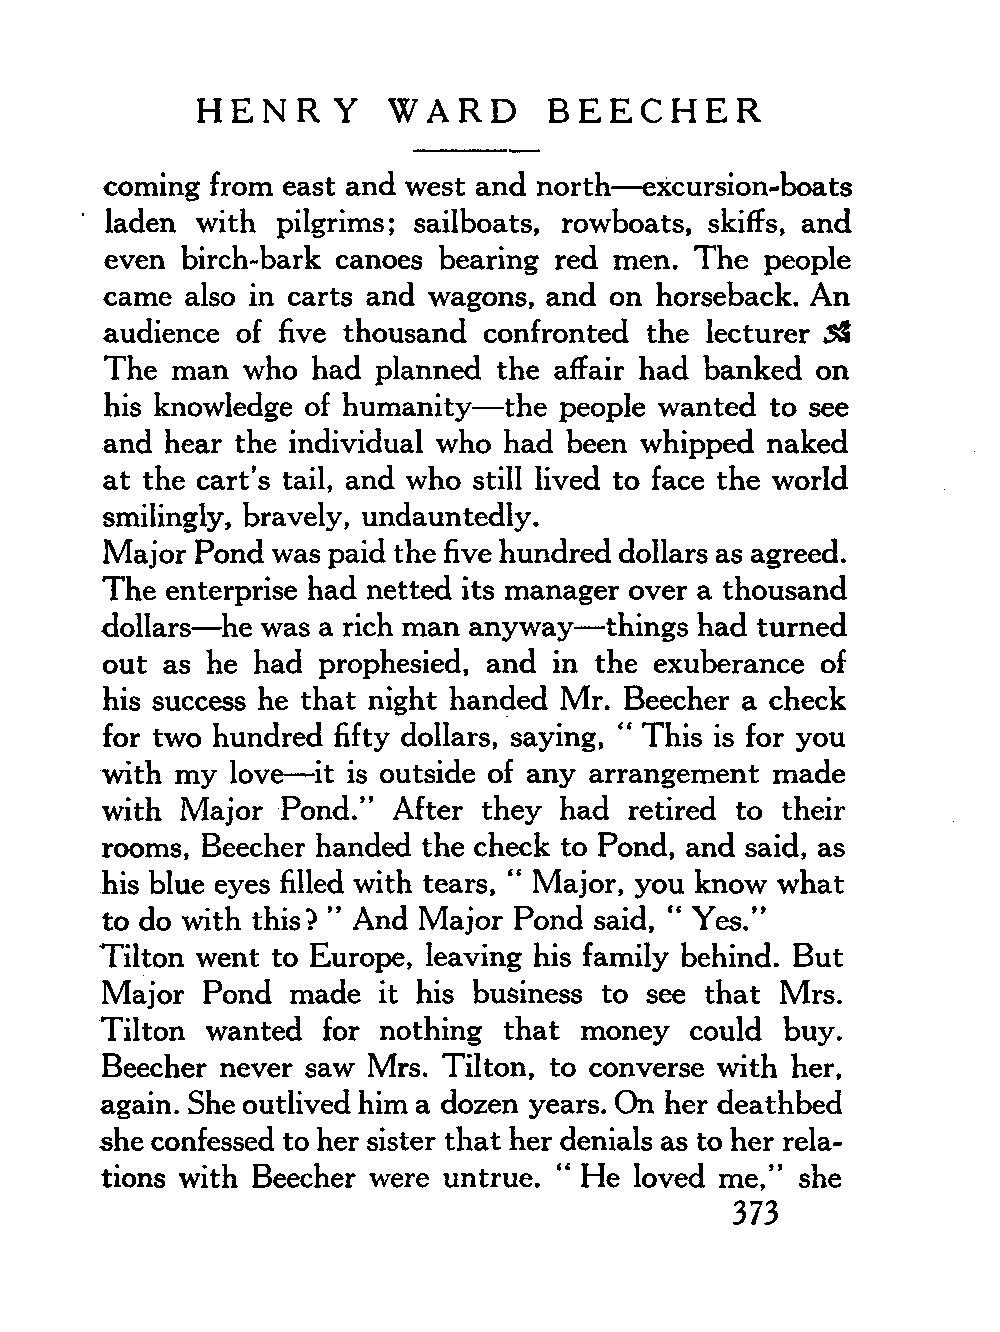 HENRY WARD BEECHER
coming from east and west and north—excursion-boats
laden with pilgrims; sailboats, rowboats, skiffs, and
even birch-bark canoes bearing red men. The people
came also in carts and wagons, and on horseback. An
audience of five thousand confronted the lecturer
The man who had planned the affair had banked on
his knowledge of humanity—the people wanted to see
and hear the individual who had been whipped naked
at the cart's tail, and who still lived to face the world
smilingly, bravely, undauntedly.
Major Pond was paid the five hundred dollars as agreed.
The enterprise had netted its manager over a thousand
dollars—he was a rich man anyway—things had turned
out as he had prophesied, and in the exuberance of
his success he that night handed Mr. Beecher a check
for two hundred fifty dollars, saying, " This is for you
with my love—it is outside of any arrangement made
with Major Pond." After they had retired to their
rooms, Beecher handed the check to Pond, and said, as
his blue eyes filled with tears, " Major, you know what
to do with this? " And Major Pond said, " Yes."
Tilton went to Europe, leaving his family behind. But
Major Pond made it his business to see that Mrs.
Tilton wanted for nothing that money could buy.
Beecher never saw Mrs. Tilton, to converse with her,
again. She outlived him a dozen years. On her deathbed
she confessed to her sister that her denials as to her rela-
tions with Beecher were untrue. " He loved me," she
373